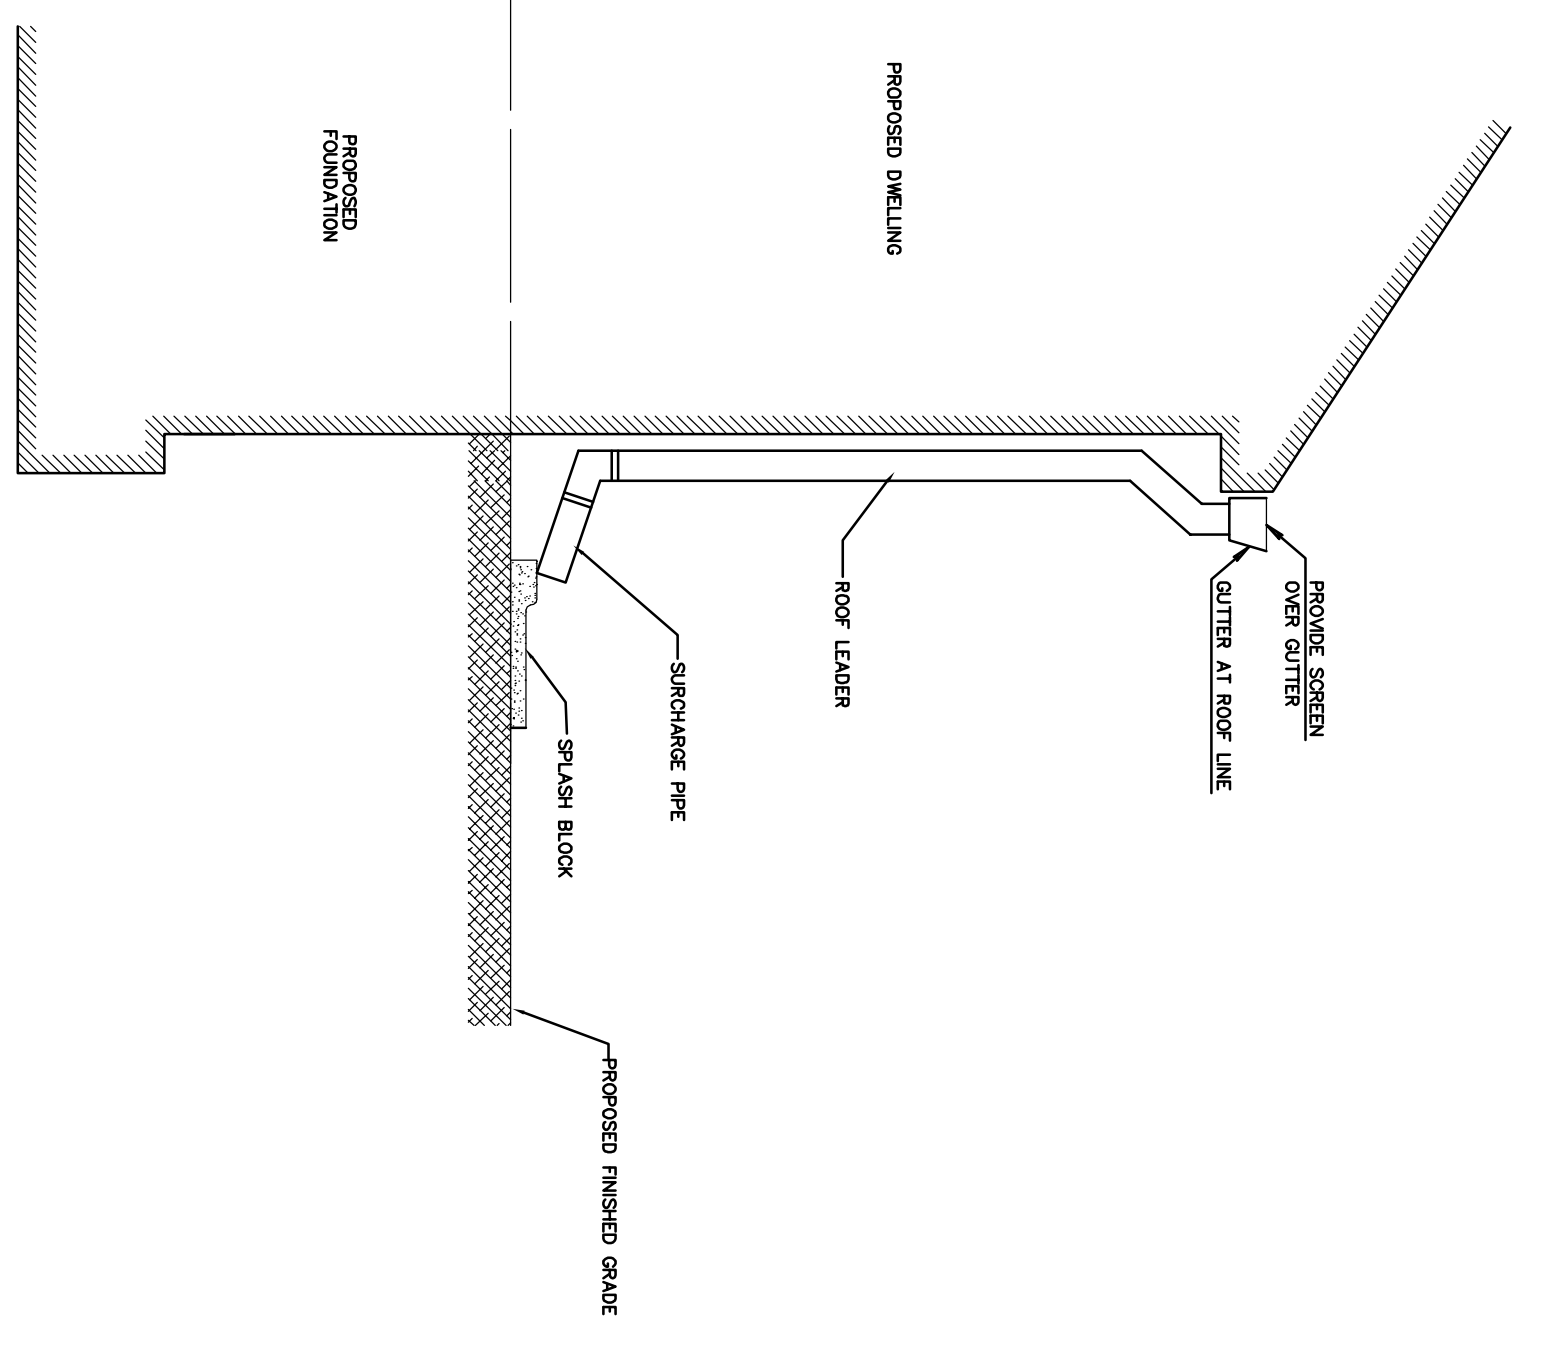 PROVIDE SCREEN
OVER GUTTER
GUTTER AT ROOF LINE
PROPOSED DWELLING
ROOF LEADER
SURCHARGE PIPE
PROPOSED FINISHED GRADE
SPLASH BLOCK
PROPOSED
FOUNDATION